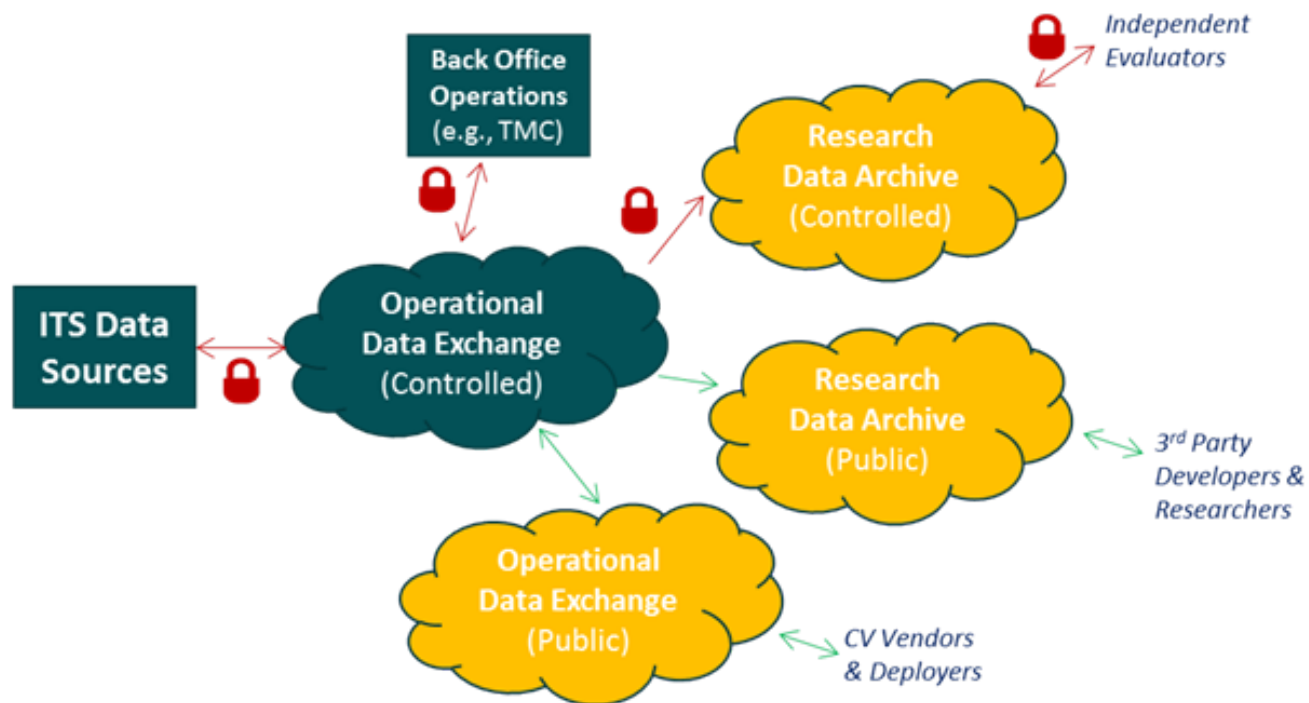 Back Office
Operations
(e.g., TMC)
Independent
Evaluators
Research
Data Archive
(Controlled)
ITS Data
Sources
Operational
Data Exchange
(Controlled)
Research
Data Archive
(Public)
3rd Party
Developers &
Researchers
Operational
Data Exchange
(Public)
CV Vendors
& Deployers